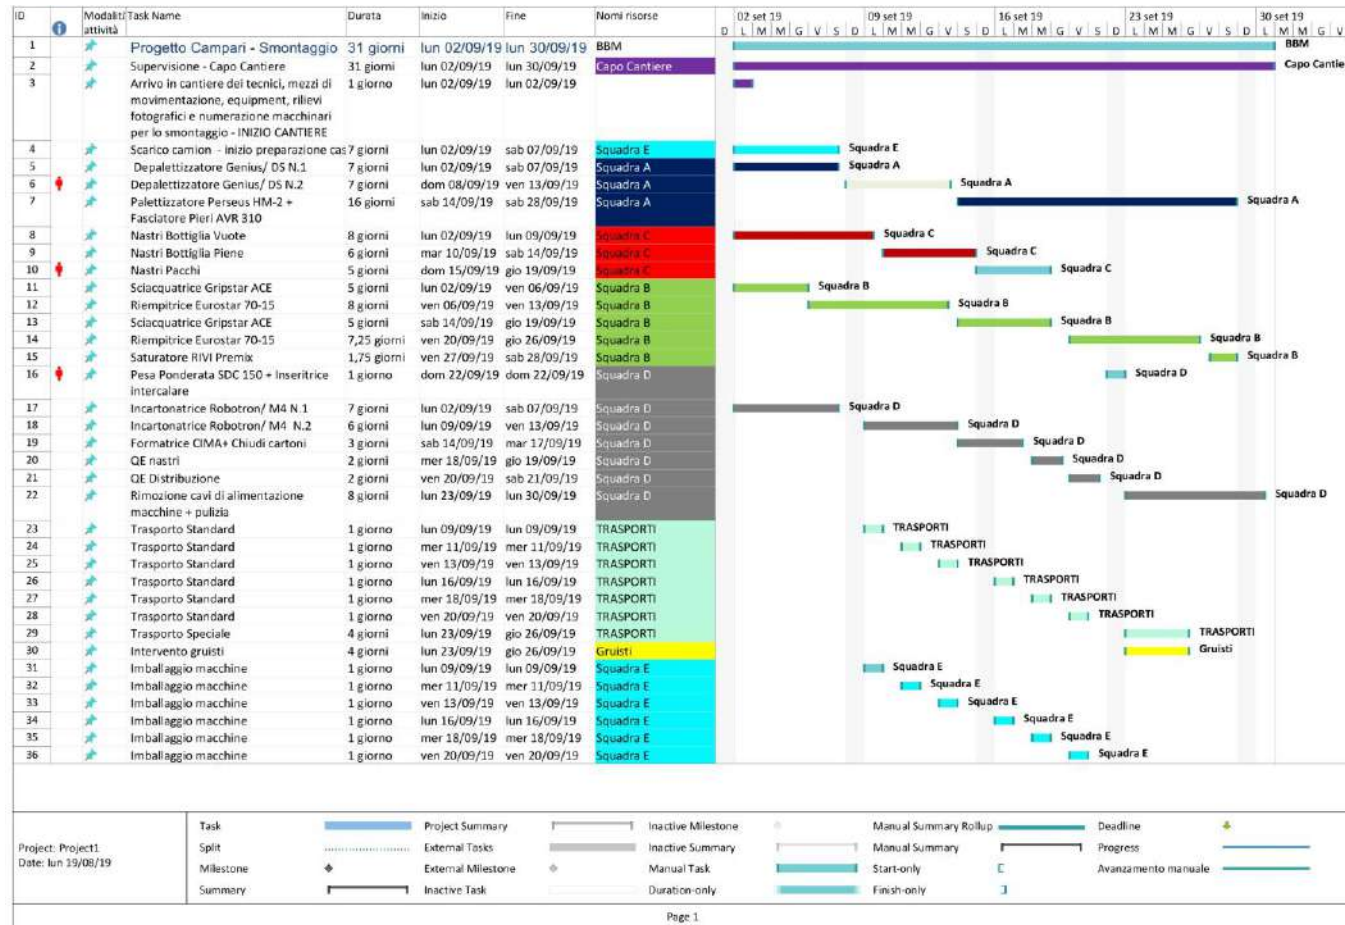 ID Modalità attività Task Name Durata Inizio Fine Nomi risorse
02 set 19 09 set 19 16 set 19 23 set 19 30 set 19
D L M M G V S D L M M G V S D L M M G V S D L M M G V S D L M M G V
1 Progetto Campari - Smontaggio 31 giorni lun 02/09/19 lun 30/09/19 BBM BBM
2 Supervisione - Capo Cantiere 31 giorni lun 02/09/19 lun 30/09/19 Capo Cantiere Capo Cantie
3 Arrivo in cantiere dei tecnici, mezzi di 1 giorno lun 02/09/19 lun 02/09/19
movimentazione, equipment, rilievi
fotografici e numerazione macchinari
per lo smontaggio - INIZIO CANTIERE
4 Scarico camion - inizio preparazione cas 7 giorni lun 02/09/19 sab 07/09/19 Squadra E Squadra E
5 Depalettizzatore Genius/ DS N.1 7 giorni lun 02/09/19 sab 07/09/19 Squadra A Squadra A
6 Depalettizzatore Genius/ DS N.2 7 giorni dom 08/09/19 ven 13/09/19 Squadra A Squadra A
7 Palettizzatore Perseus HM-2 + 16 giorni sab 14/09/19 sab 28/09/19 Squadra A Squadra A
Fasciatore Pieri AVR 310
8 Nastri Bottiglia Vuote 8 giorni lun 02/09/19 lun 09/09/19 Squadra C Squadra C
9 Nastri Bottiglia Piene 6 giorni mar 10/09/19 sab 14/09/19 Squadra C Squadra C
10 Nastri Pacchi 5 giorni dom 15/09/19 gio 19/09/19 Squadra C Squadra C
11 Sciacquatrice Gripstar ACE 5 giorni lun 02/09/19 ven 06/09/19 Squadra B Squadra B
12 Riempitrice Eurostar 70-15 8 giorni ven 06/09/19 ven 13/09/19 Squadra B Squadra B
13 Sciacquatrice Gripstar ACE 5 giorni sab 14/09/19 gio 19/09/19 Squadra B Squadra B
14 Riempitrice Eurostar 70-15 7,25 giorni ven 20/09/19 gio 26/09/19 Squadra B Squadra B
15 Saturatore RIVI Premix 1,75 giorni ven 27/09/19 sab 28/09/19 Squadra B Squadra B
16 Pesa Ponderata SDC 150 + Inseritrice 1 giorno dom 22/09/19 dom 22/09/19 Squadra D Squadra D
intercalare
17 Incartonatrice Robotron/ M4 N.1 7 giorni lun 02/09/19 sab 07/09/19 Squadra D Squadra D
18 Incartonatrice Robotron/ M4 N.2 6 giorni lun 09/09/19 ven 13/09/19 Squadra D Squadra D
19 Formatrice CIMA+ Chiudi cartoni 3 giorni sab 14/09/19 mar 17/09/19 Squadra D Squadra D
20 QE nastri 2 giorni mer 18/09/19 gio 19/09/19 Squadra D Squadra D
21 QE Distribuzione 2 giorni ven 20/09/19 sab 21/09/19 Squadra D Squadra D
22 Rimozione cavi di alimentazione 8 giorni lun 23/09/19 lun 30/09/19 Squadra D Squadra D
macchine + pulizia
23 Trasporto Standard 1 giorno lun 09/09/19 lun 09/09/19 TRASPORTI TRASPORTI
24 Trasporto Standard 1 giorno mer 11/09/19 mer 11/09/19 TRASPORTI TRASPORTI
25 Trasporto Standard 1 giorno ven 13/09/19 ven 13/09/19 TRASPORTI TRASPORTI
26 Trasporto Standard 1 giorno lun 16/09/19 lun 16/09/19 TRASPORTI TRASPORTI
27 Trasporto Standard 1 giorno mer 18/09/19 mer 18/09/19 TRASPORTI TRASPORTI
28 Trasporto Standard 1 giorno ven 20/09/19 ven 20/09/19 TRASPORTI TRASPORTI
29 Trasporto Speciale 4 giorni lun 23/09/19 gio 26/09/19 TRASPORTI TRASPORTI
30 Intervento gruisti 4 giorni lun 23/09/19 gio 26/09/19 Gruisti Gruisti
31 Imballaggio macchine 1 giorno lun 09/09/19 lun 09/09/19 Squadra E Squadra E
32 Imballaggio macchine 1 giorno mer 11/09/19 mer 11/09/19 Squadra E Squadra E
33 Imballaggio macchine 1 giorno ven 13/09/19 ven 13/09/19 Squadra E Squadra E
34 Imballaggio macchine 1 giorno lun 16/09/19 lun 16/09/19 Squadra E Squadra E
35 Imballaggio macchine 1 giorno mer 18/09/19 mer 18/09/19 Squadra E Squadra E
36 Imballaggio macchine 1 giorno ven 20/09/19 ven 20/09/19 Squadra E Squadra E
Project: Project1
Date: lun 19/08/19
Task Project Summary Inactive Milestone Manual Summary Rollup Deadline
Split External Tasks Inactive Summary Manual Summary Progress
Milestone External Milestone Manual Task Start-only Avanzamento manuale
Summary Inactive Task Duration-only Finish-only
Page 1